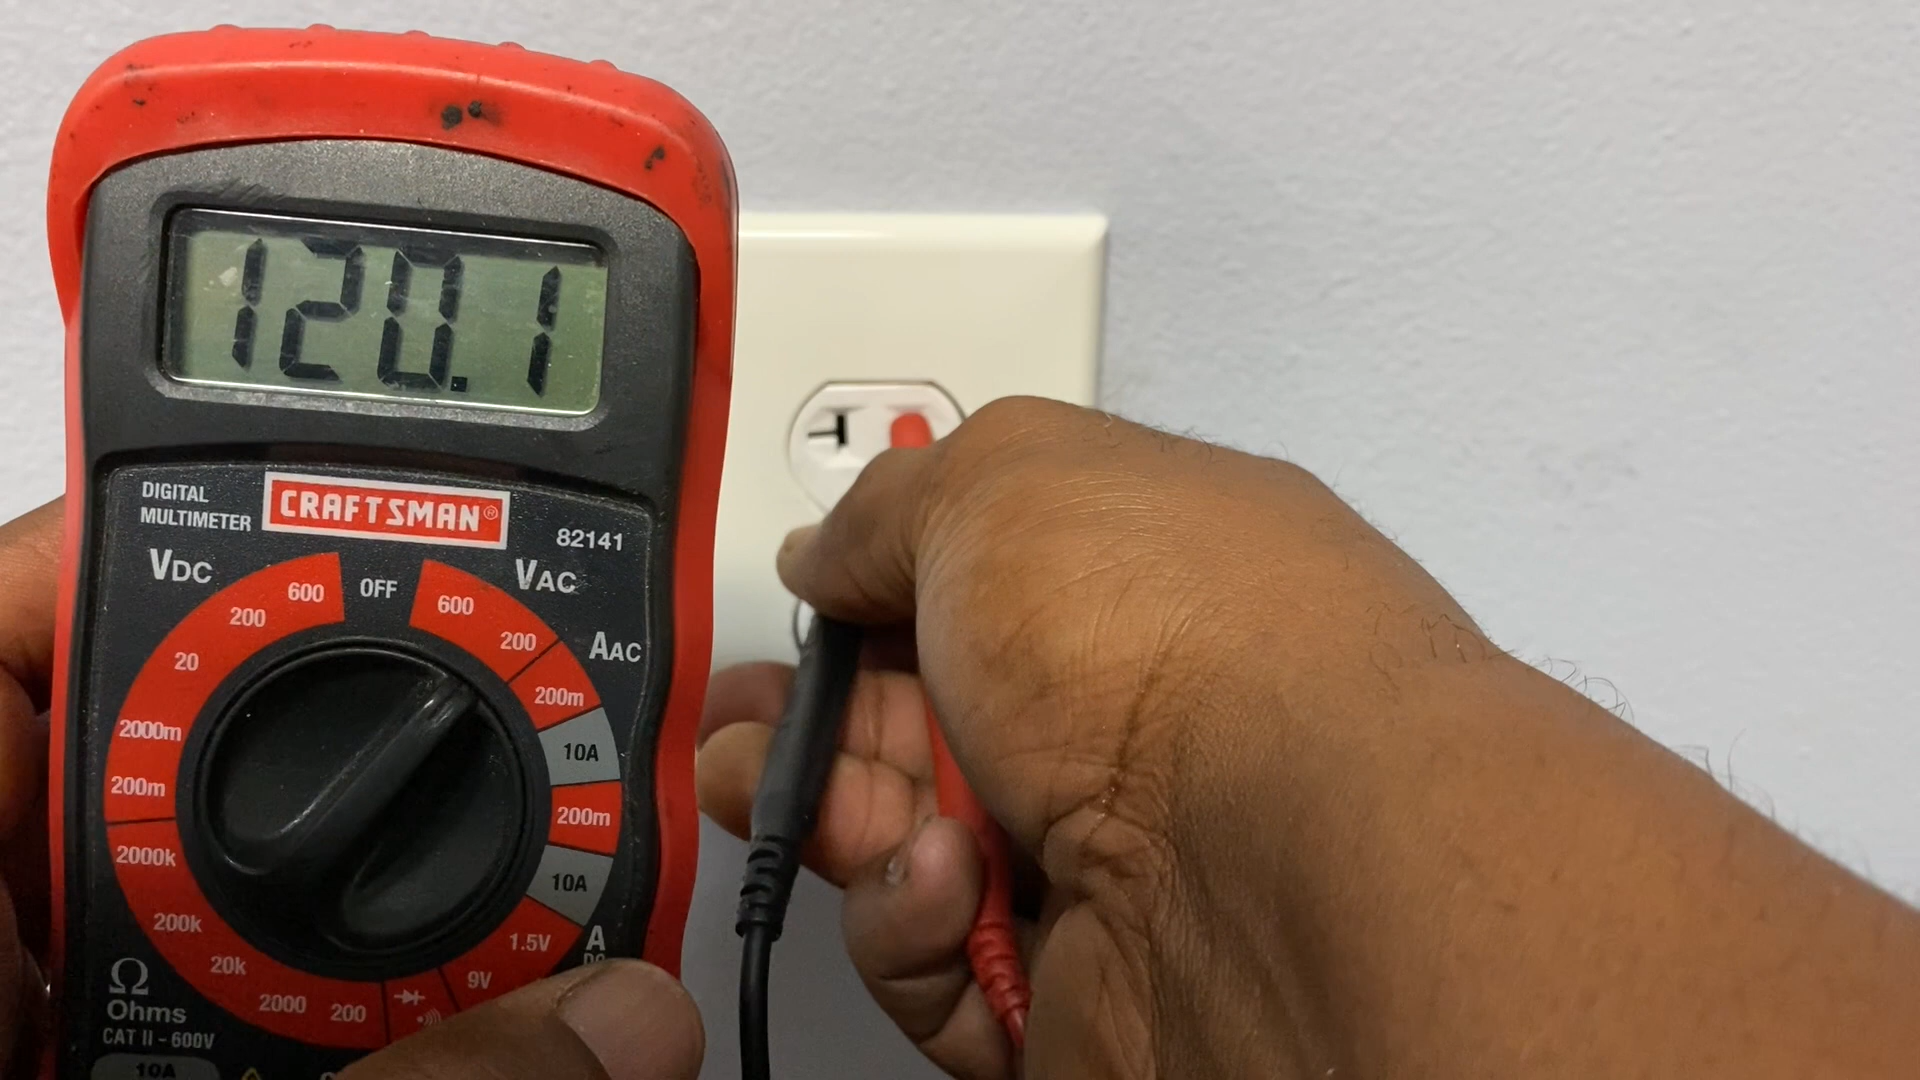 120.1
DIGITAL
MULTIMETER
CRAFTSMAN®
82141
VDC
OFF
VAC
600
200
20
2000m
200m
2000k
200k
20k
2000
200
600
200
AAC
200m
10A
200m
10A
A
1.5V
9V
Ω
Ohms
CAT II - 600V
10A